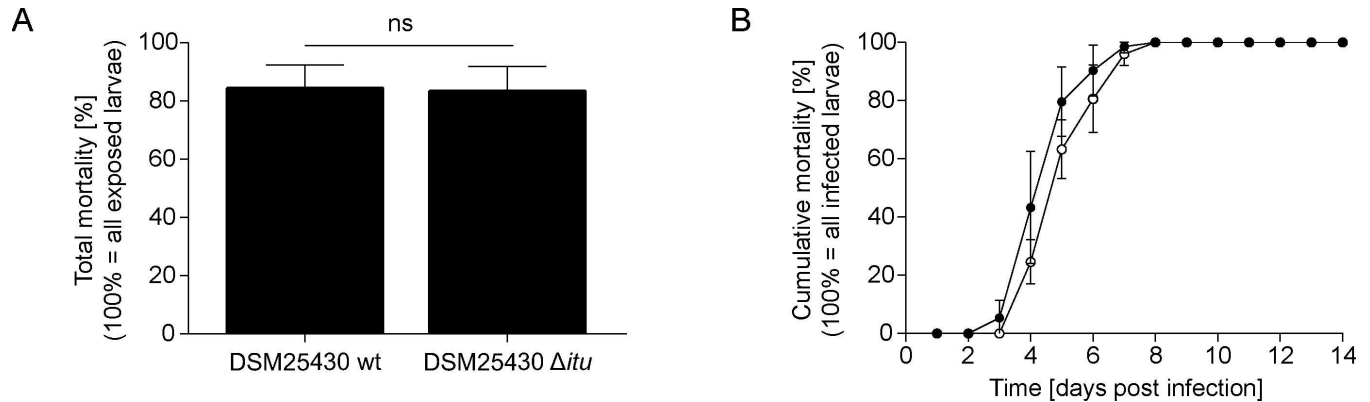 A
ns
Total mortality [%]
(100% = all exposed larvae)
100
80
60
40
20
0
DSM25430 wt
DSM25430 Δitu
B
Cumulative mortality [%]
(100% = all infected larvae)
100
80
60
40
20
0
0 2 4 6 8 10 12 14
Time [days post infection]